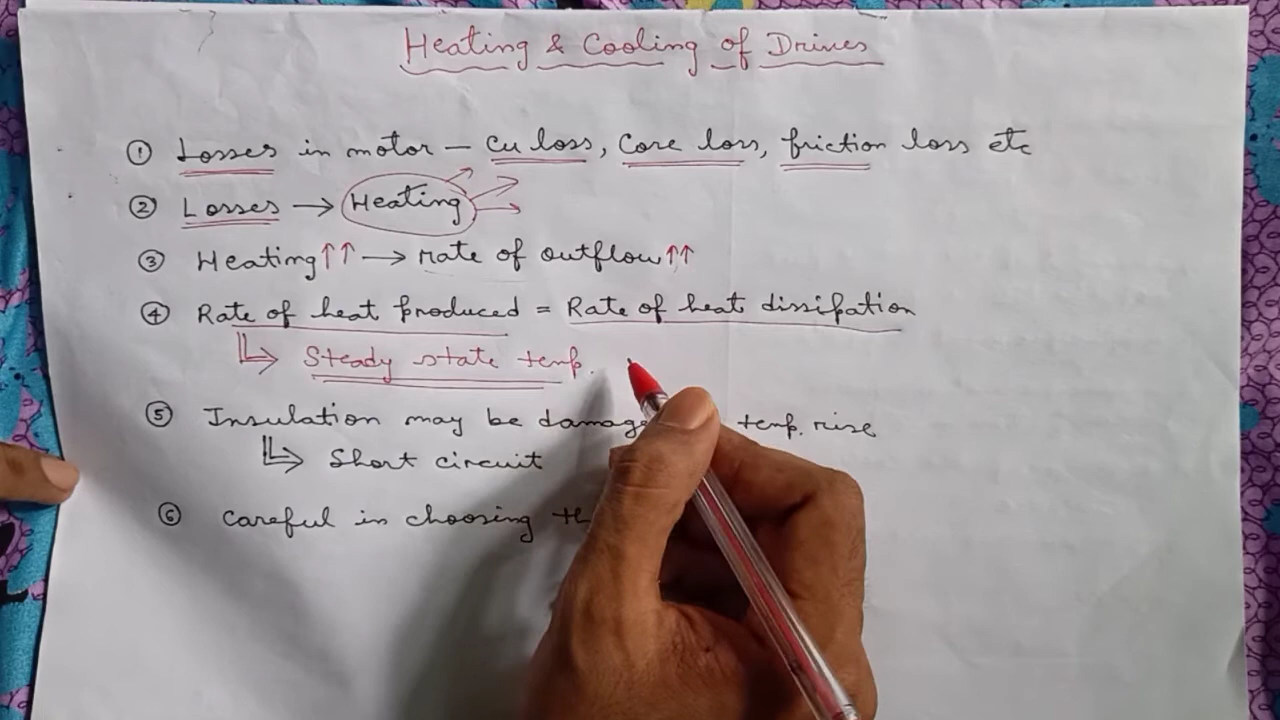 Heating & Cooling of Drives
① Losses in motor – Cu loss, Core loss, friction loss etc
② Losses → Heating
③ Heating↑↑ → rate of outflow↑↑
④ Rate of heat produced = Rate of heat dissipation
Steady state temp.
⑤ Insulation may be temp. rise
Short circuit
⑥ Careful in choosing